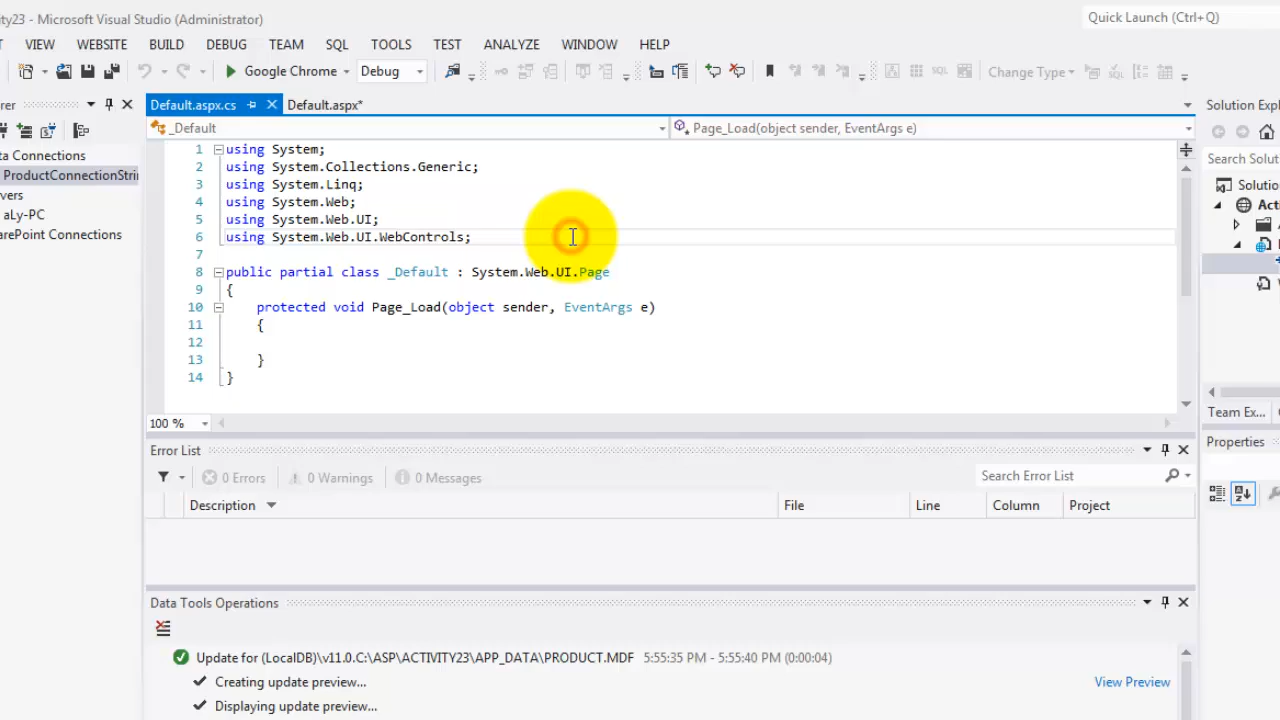 ity23 - Microsoft Visual Studio (Administrator)
Quick Launch (Ctrl+Q)
T VIEW WEBSITE BUILD DEBUG TEAM SQL TOOLS TEST ANALYZE WINDOW HELP
Google Chrome Debug SQL Change Type
rer Default.aspx.cs Default.aspx* Solution Expl
_Default Page_Load(object sender, EventArgs e)
ta Connections
ProductConnectionStrin
vers
aLy-PC
arePoint Connections
1 using System;
2 using System.Collections.Generic;
3 using System.Linq;
4 using System.Web;
5 using System.Web.UI;
6 using System.Web.UI.WebControls;
7
8 public partial class _Default : System.Web.UI.Page
9 {
10 protected void Page_Load(object sender, EventArgs e)
11 {
12
13 }
14 }
100 %
Search Solut
Solutio
Acti
Team Ex...
Properties
Error List
0 Errors 0 Warnings 0 Messages Search Error List
Description File Line Column Project
Data Tools Operations
Update for (LocalDB)\v11.0.C:\ASP\ACTIVITY23\APP_DATA\PRODUCT.MDF 5:55:35 PM - 5:55:40 PM (0:00:04)
Creating update preview... View Preview
Displaying update preview...